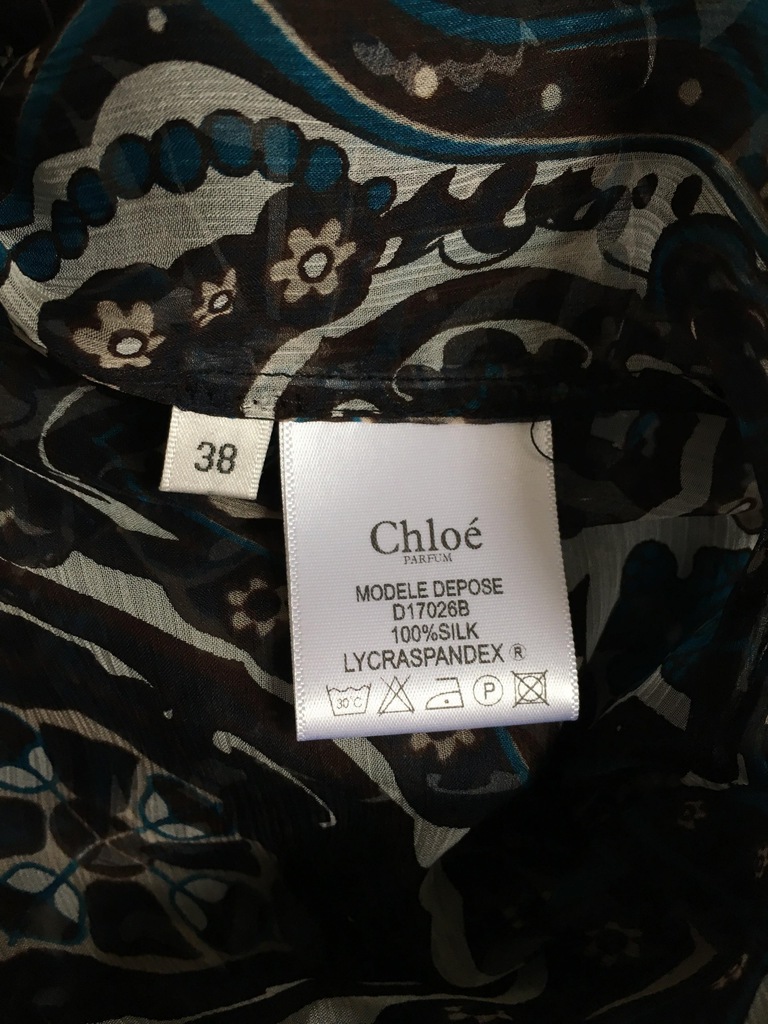 38
Chloé
PARFUM
MODELE DEPOSE
D17026B
100%SILK
LYCRASPANDEX ®
30°C P